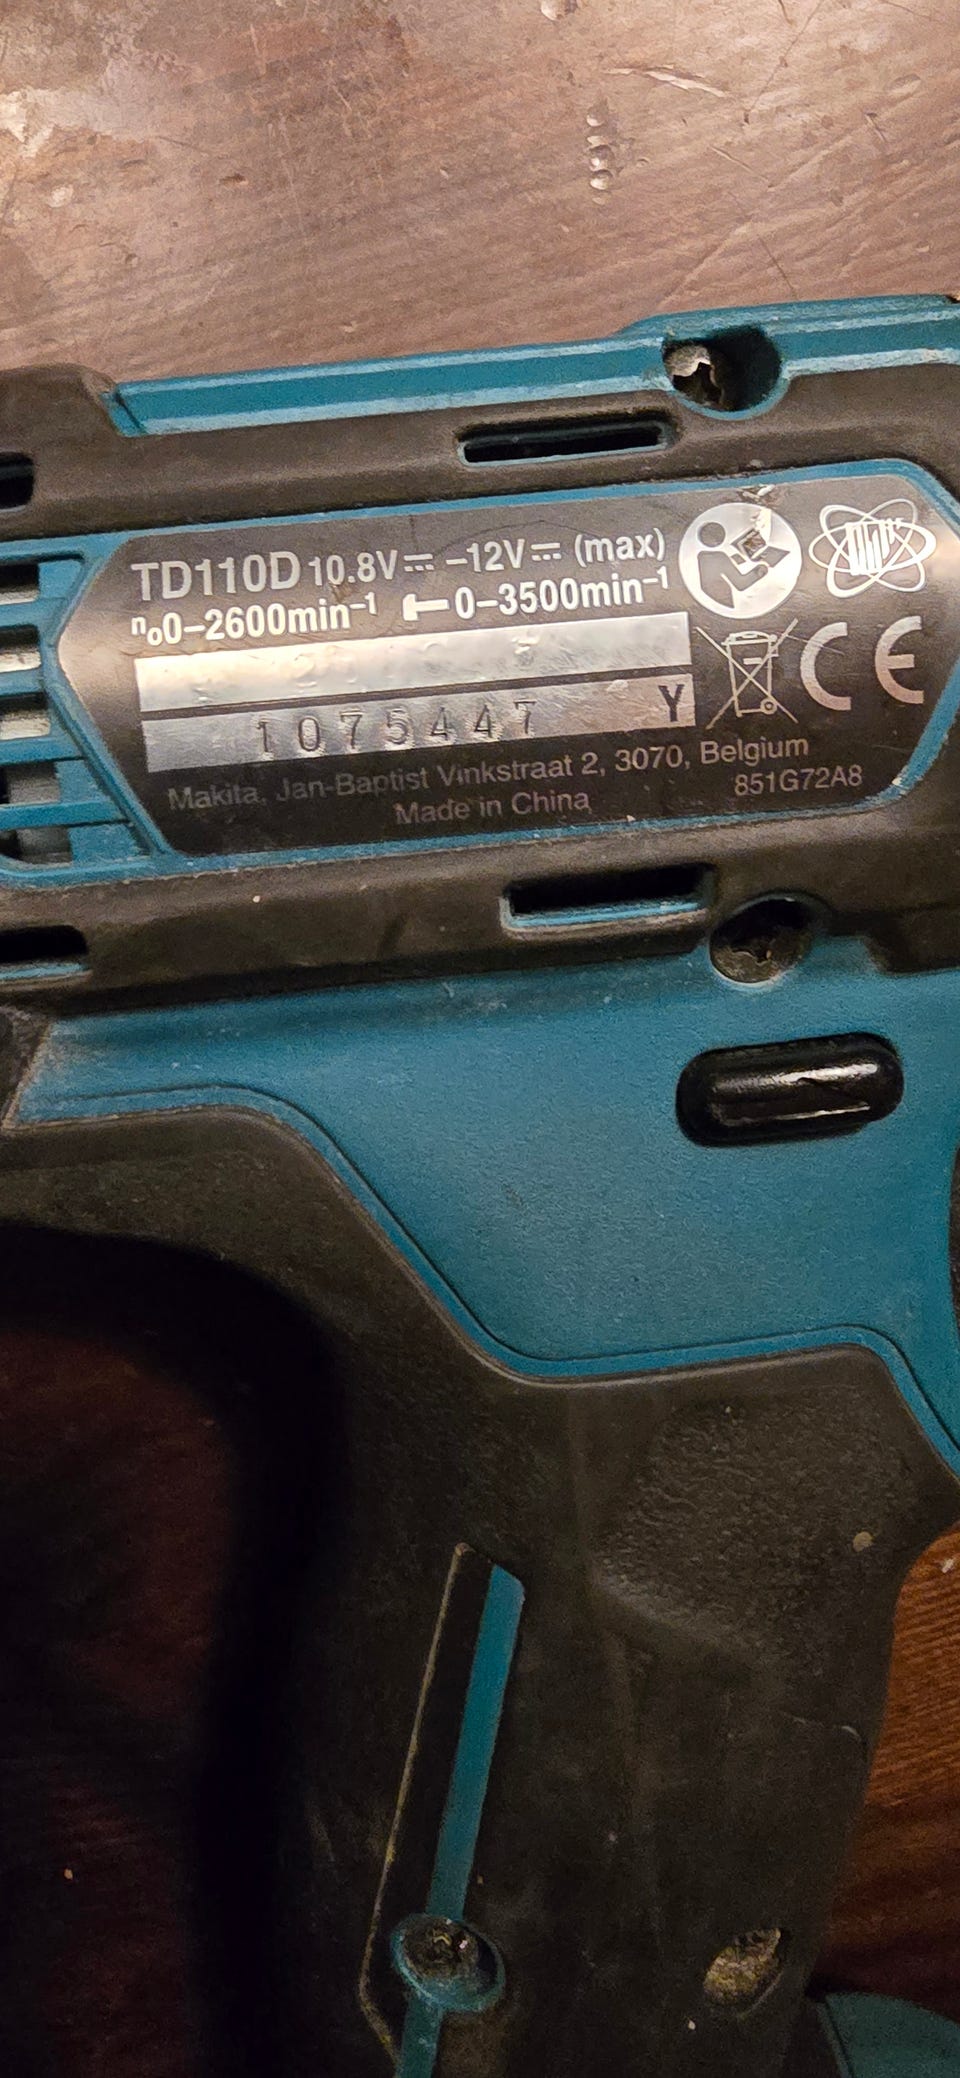 TD110D 10.8V⎓ –12V⎓ (max)
n₀0–2600min⁻¹ 0–3500min⁻¹
1075447 Y
Makita, Jan-Baptist Vinkstraat 2, 3070, Belgium
851G72A8
Made in China
CE